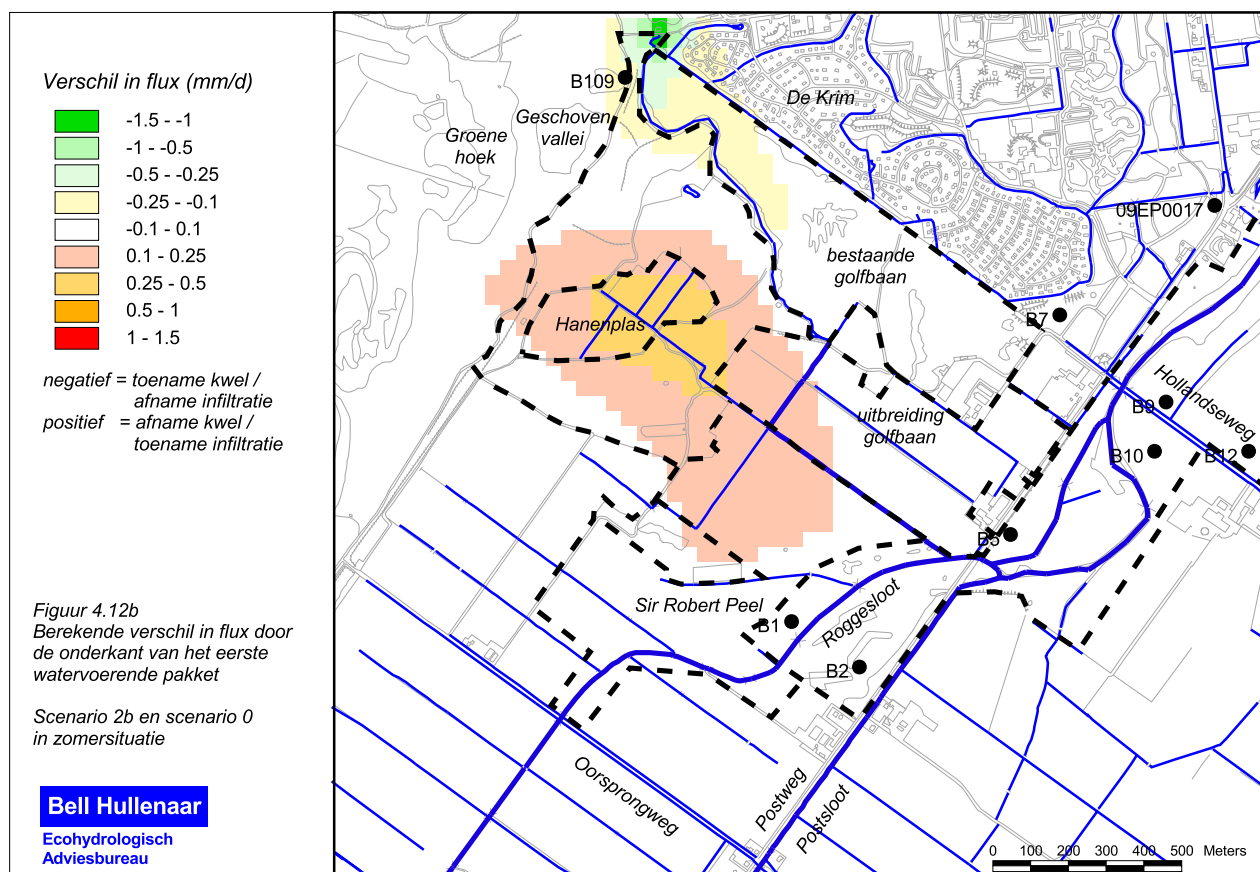 Verschil in flux (mm/d)
-1.5 - -1
-1 - -0.5
-0.5 - -0.25
-0.25 - -0.1
-0.1 - 0.1
0.1 - 0.25
0.25 - 0.5
0.5 - 1
1 - 1.5
negatief = toename kwel /
afname infiltratie
positief = afname kwel /
toename infiltratie
Figuur 4.12b
Berekende verschil in flux door
de onderkant van het eerste
watervoerende pakket
Scenario 2b en scenario 0
in zomersituatie
Bell Hullenaar
Ecohydrologisch
Adviesbureau
B109
De Krim
Geschoven
vallei
Groene
hoek
09EP0017
bestaande
golfbaan
B7
Hanenplas
Hollandseweg
B9
uitbreiding
golfbaan
B10
B12
B5
Sir Robert Peel
B1
Roggesloot
B2
Oorsprongweg
Postweg
Postsloot
0 100 200 300 400 500 Meters